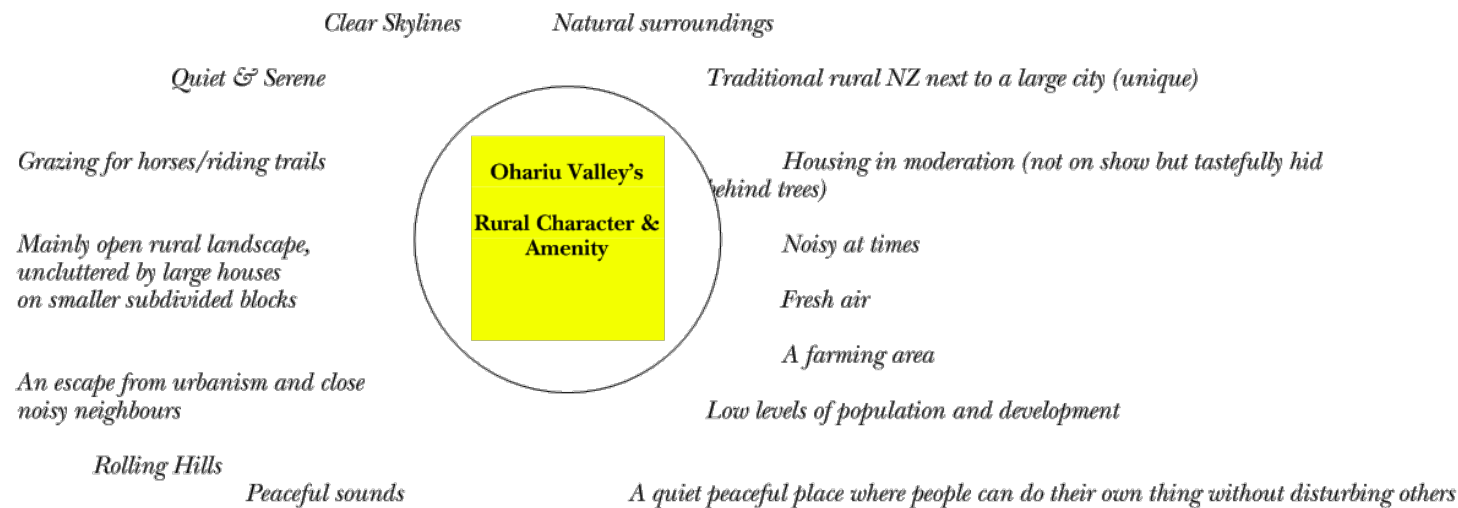 Clear Skylines Natural surroundings
Quiet & Serene Traditional rural NZ next to a large city (unique)
Grazing for horses/riding trails
Housing in moderation (not on show but tastefully hid
behind trees)
Ohariu Valley's
Rural Character &
Amenity
Mainly open rural landscape,
uncluttered by large houses
on smaller subdivided blocks
Noisy at times
Fresh air
A farming area
An escape from urbanism and close
noisy neighbours
Low levels of population and development
Rolling Hills
Peaceful sounds A quiet peaceful place where people can do their own thing without disturbing others